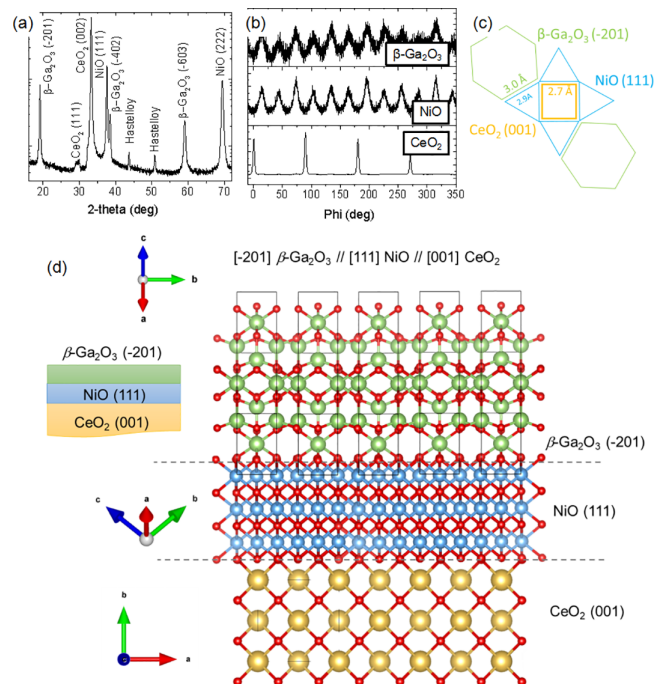 (a)
β-Ga₂O₃ (-201)
CeO₂ (111)
CeO₂ (002)
NiO (111)
β-Ga₂O₃ (-402)
Hastelloy
Hastelloy
β-Ga₂O₃ (-603)
NiO (222)
20 30 40 50 60 70
2-theta (deg)
(b)
β-Ga₂O₃
NiO
CeO₂
0 50 100 150 200 250 300 350
Phi (deg)
(c)
β-Ga₂O₃ (-201)
3.0 Å
NiO (111)
2.9Å
2.7 Å
CeO₂ (001)
(d)
c
b
a
[-201] β-Ga₂O₃ // [111] NiO // [001] CeO₂
β-Ga₂O₃ (-201)
NiO (111)
CeO₂ (001)
β-Ga₂O₃ (-201)
c
a
b
NiO (111)
b
a
CeO₂ (001)